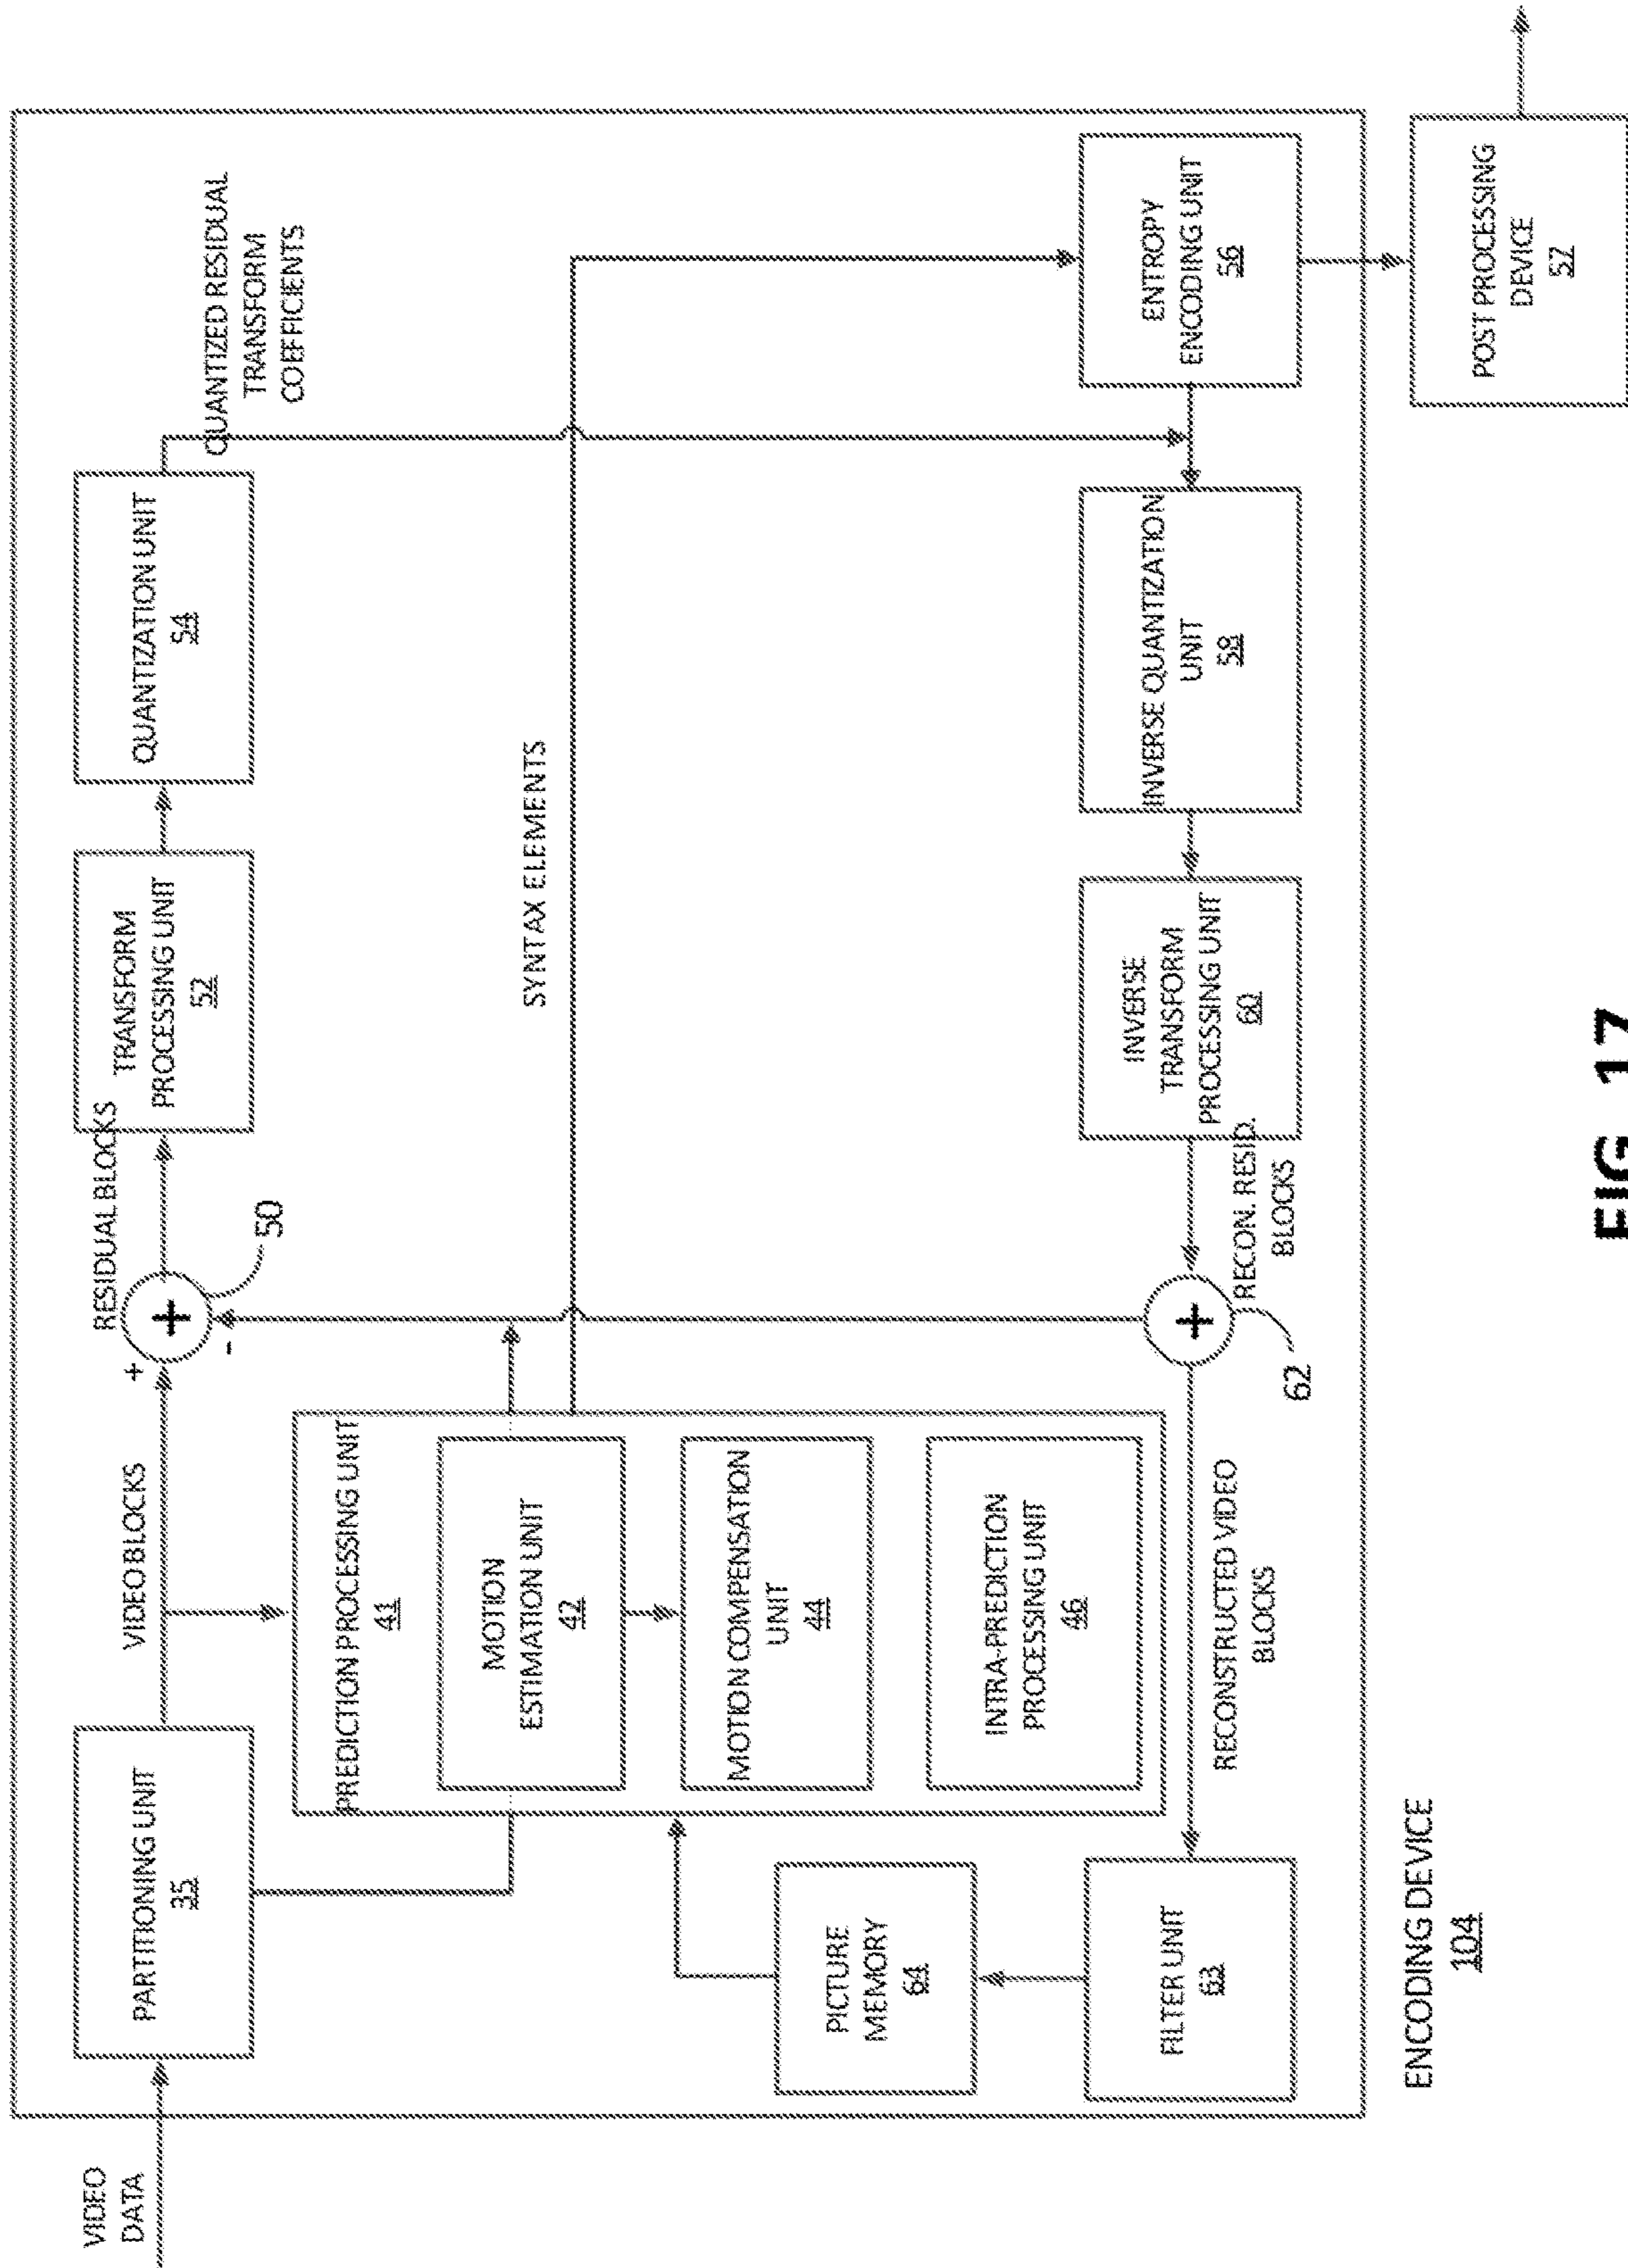 VIDEO
DATA
PARTITIONING UNIT
35
VIDEO BLOCKS
+
-
+
50
RESIDUAL BLOCKS
TRANSFORM
PROCESSING UNIT
52
QUANTIZATION UNIT
54
QUANTIZED RESIDUAL
TRANSFORM
COEFFICIENTS
PREDICTION PROCESSING UNIT
41
MOTION
ESTIMATION UNIT
42
MOTION COMPENSATION
UNIT
44
INTRA-PREDICTION
PROCESSING UNIT
46
SYNTAX ELEMENTS
PICTURE
MEMORY
64
FILTER UNIT
63
RECONSTRUCTED VIDEO
BLOCKS
+
62
RECON. RESID.
BLOCKS
INVERSE
TRANSFORM
PROCESSING UNIT
60
INVERSE QUANTIZATION
UNIT
58
ENTROPY
ENCODING UNIT
56
POST PROCESSING
DEVICE
57
ENCODING DEVICE
104
FIG. 17